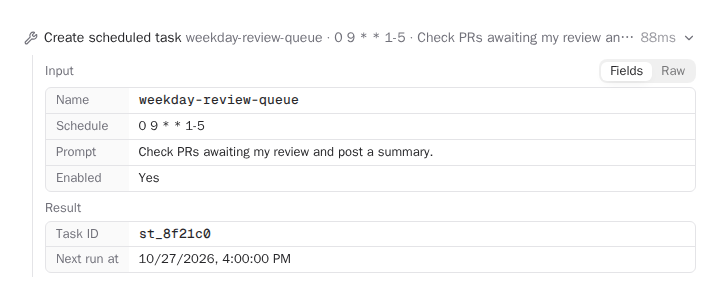 Create scheduled task weekday-review-queue · 0 9 * * 1-5 · Check PRs awaiting my review an··· 88ms
Input Fields Raw
Name weekday-review-queue
Schedule 0 9 * * 1-5
Prompt Check PRs awaiting my review and post a summary.
Enabled Yes
Result
Task ID st_8f21c0
Next run at 10/27/2026, 4:00:00 PM